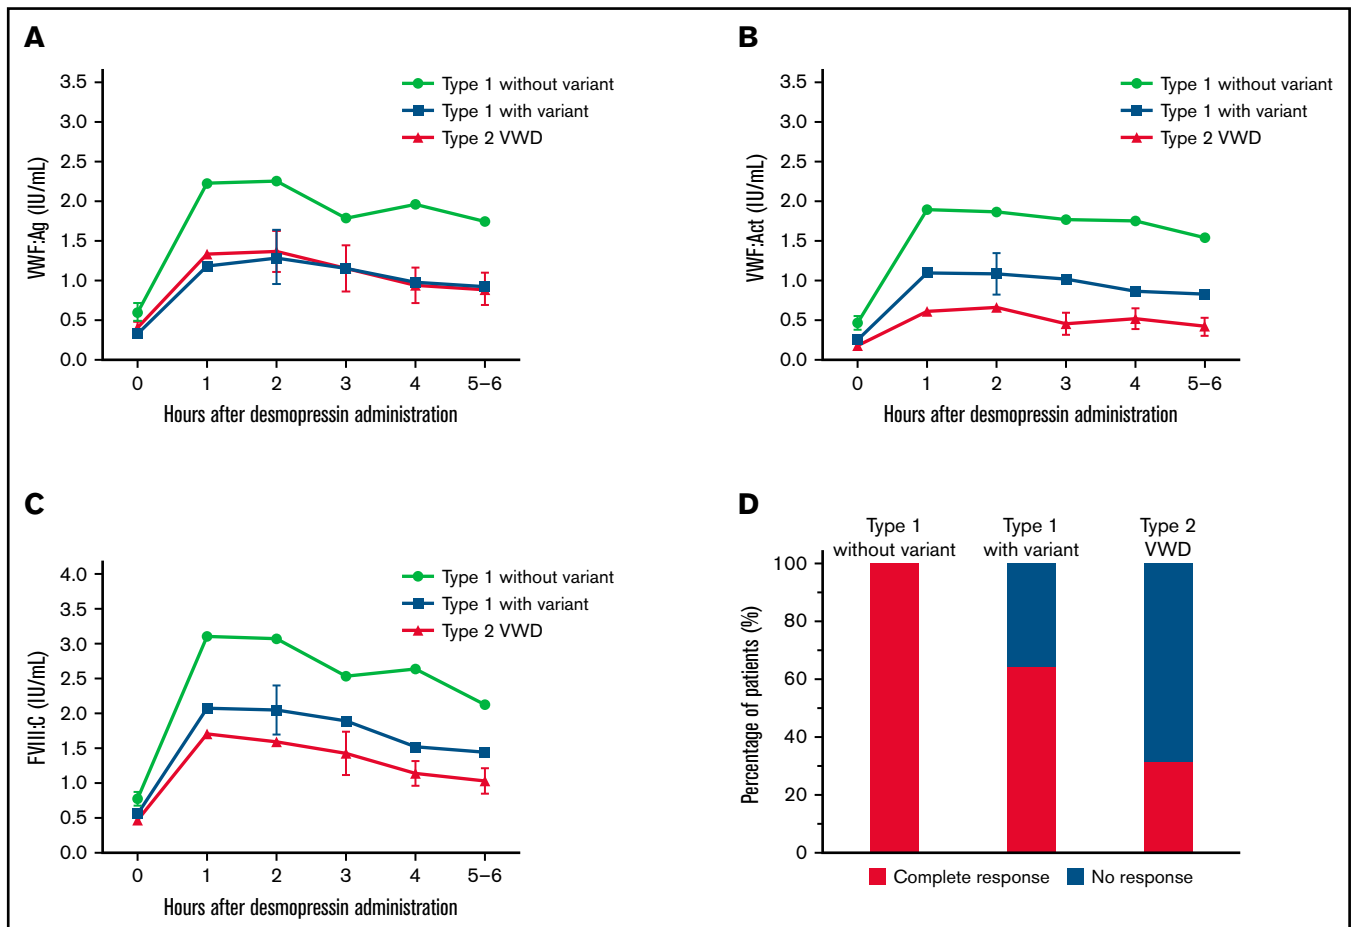 A
Type 1 without variant
Type 1 with variant
Type 2 VWD
VWF:Ag (IU/mL)
3.5
3.0
2.5
2.0
1.5
1.0
0.5
0.0
0 1 2 3 4 5–6
Hours after desmopressin administration
B
Type 1 without variant
Type 1 with variant
Type 2 VWD
VWF:Act (IU/mL)
3.5
3.0
2.5
2.0
1.5
1.0
0.5
0.0
0 1 2 3 4 5–6
Hours after desmopressin administration
C
Type 1 without variant
Type 1 with variant
Type 2 VWD
FVIII:C (IU/mL)
4.0
3.5
3.0
2.5
2.0
1.5
1.0
0.5
0.0
0 1 2 3 4 5–6
Hours after desmopressin administration
D
Type 1
without variant
Type 1
with variant
Type 2
VWD
Percentage of patients (%)
100
80
60
40
20
0
Complete response No response